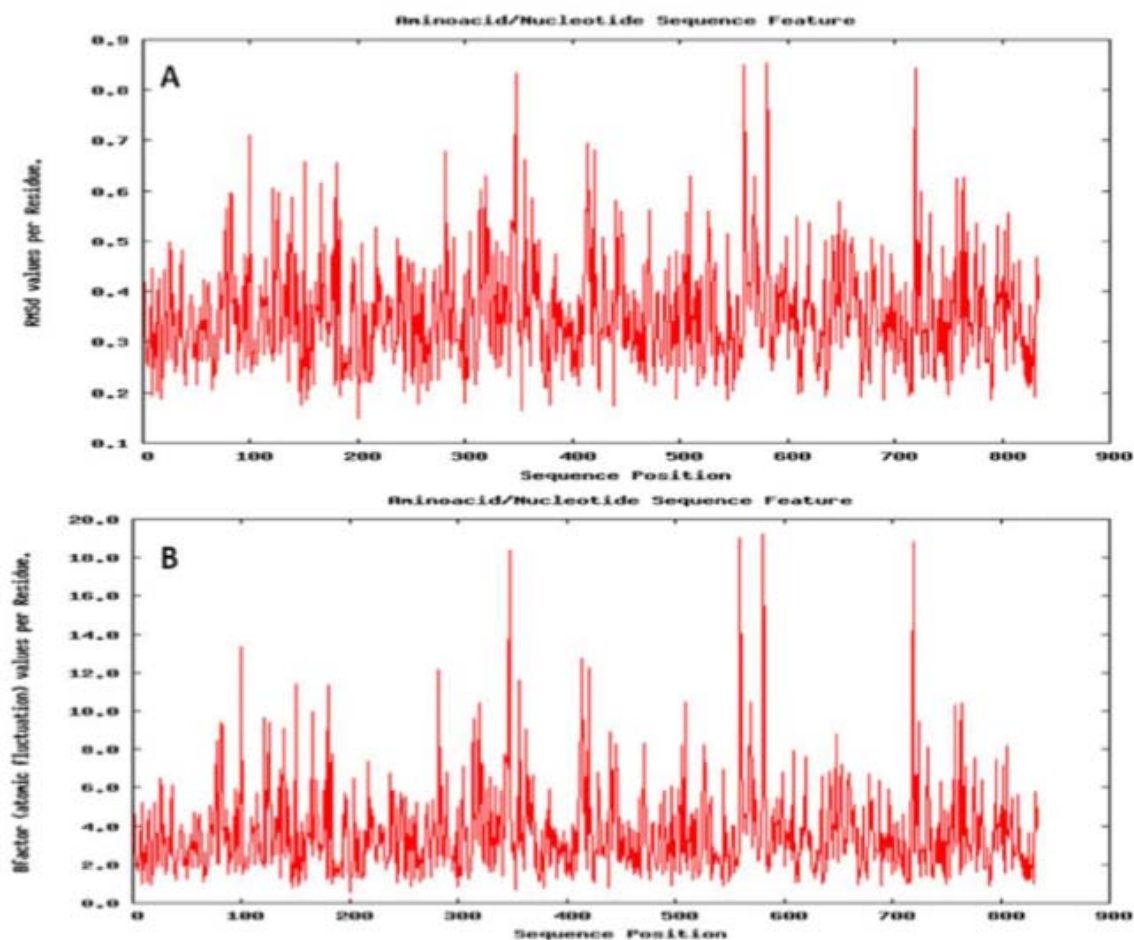 Aminoacid/Nucleotide Sequence Feature
A
RMSd values per Residue.
0.9
0.8
0.7
0.6
0.5
0.4
0.3
0.2
0.1
0 100 200 300 400 500 600 700 800 900
Sequence Position
Aminoacid/Nucleotide Sequence Feature
B
Bfactor (atomic fluctuation) values per Residue.
20.0
18.0
16.0
14.0
12.0
10.0
8.0
6.0
4.0
2.0
0.0
0 100 200 300 400 500 600 700 800 900
Sequence Position